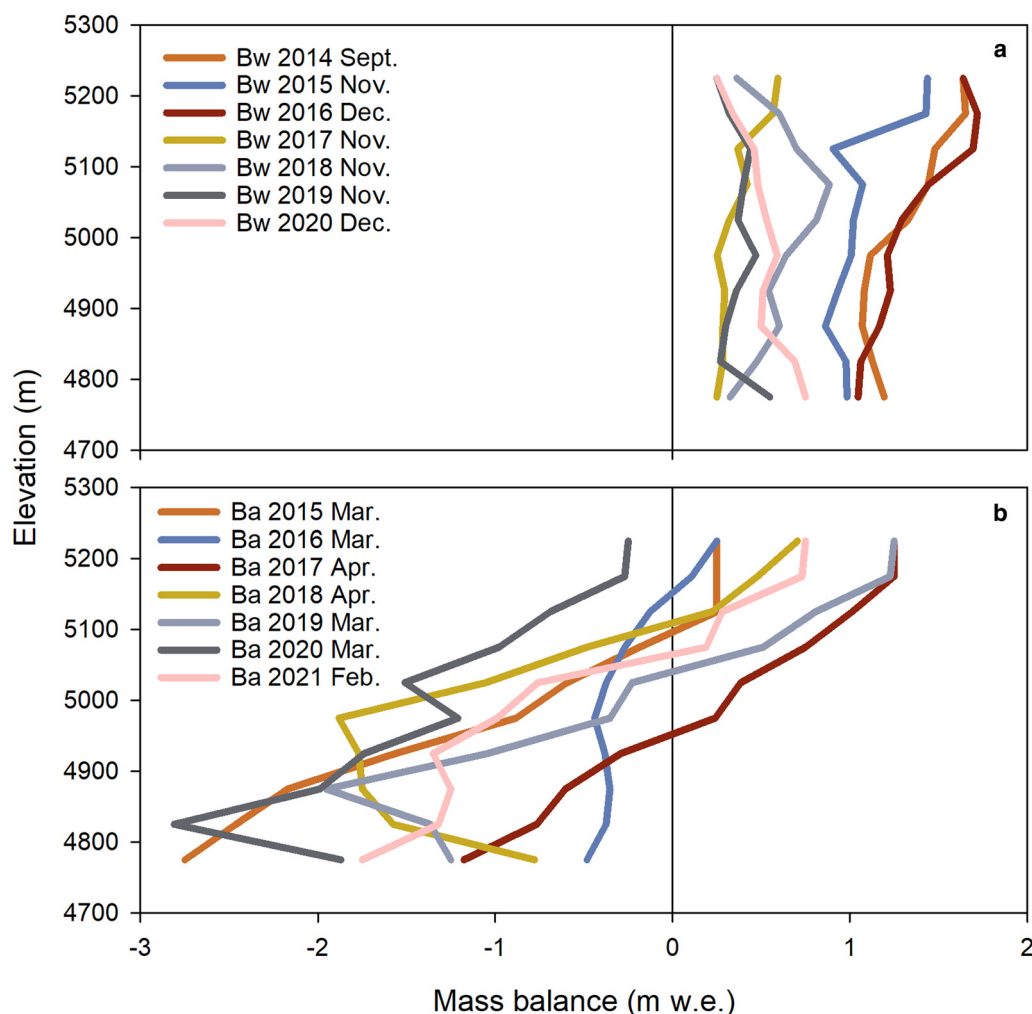 5300
5200
5100
5000
4900
4800
4700
a
Bw 2014 Sept.
Bw 2015 Nov.
Bw 2016 Dec.
Bw 2017 Nov.
Bw 2018 Nov.
Bw 2019 Nov.
Bw 2020 Dec.
Elevation (m)
5300
5200
5100
5000
4900
4800
4700
b
Ba 2015 Mar.
Ba 2016 Mar.
Ba 2017 Apr.
Ba 2018 Apr.
Ba 2019 Mar.
Ba 2020 Mar.
Ba 2021 Feb.
-3 -2 -1 0 1 2
Mass balance (m w.e.)